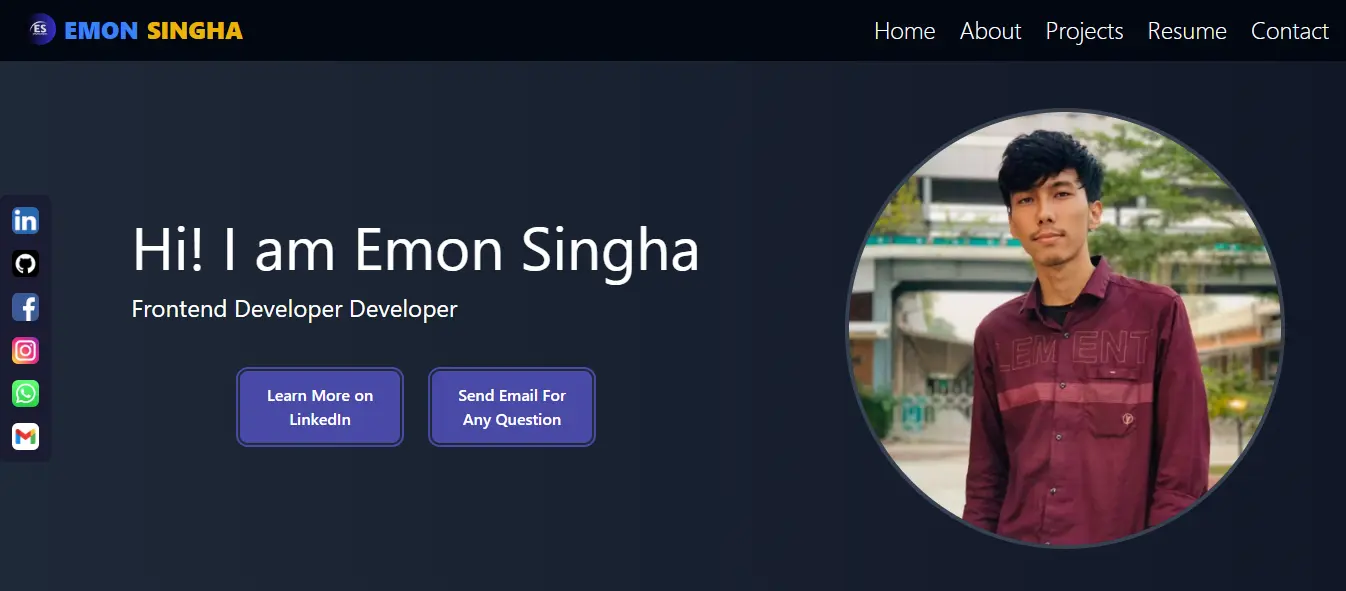 ES
EMON SINGHA
Home
About
Projects
Resume
Contact
Hi! I am Emon Singha
Frontend Developer Developer
Learn More on
LinkedIn
Send Email For
Any Question
in
LEMENT